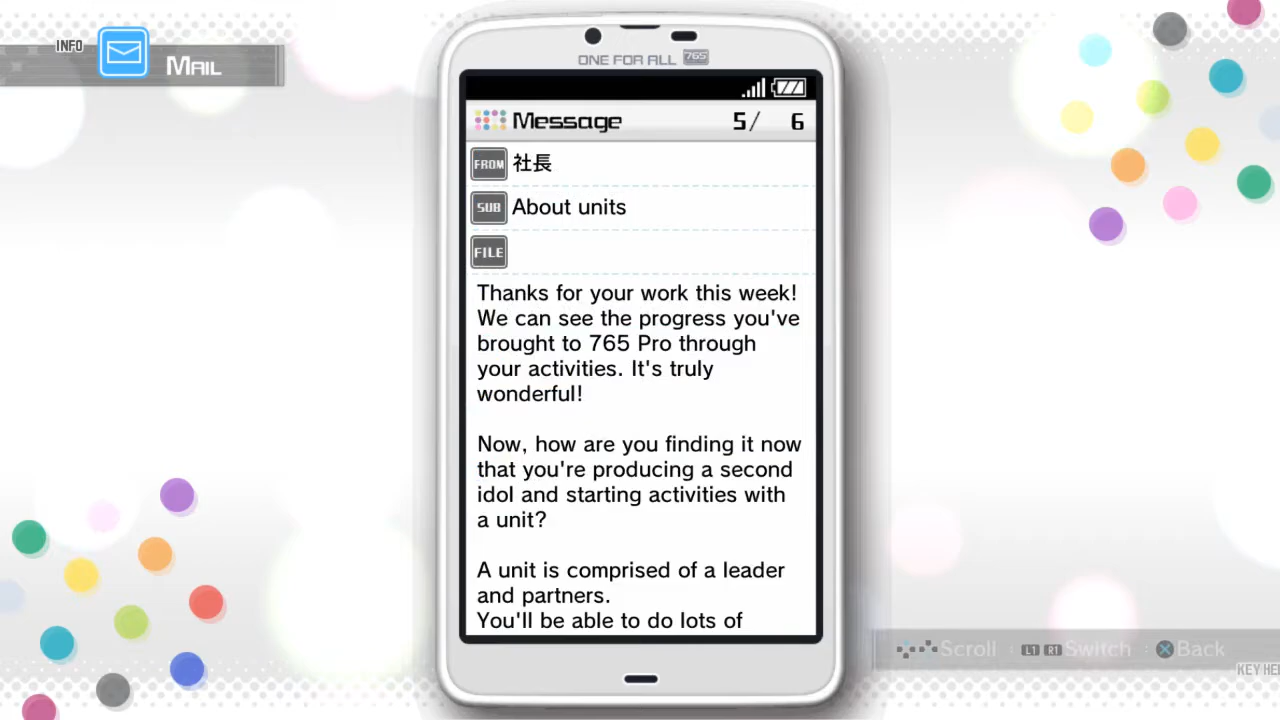 INFO
MAIL
ONE FOR ALL 765
Message 5/ 6
FROM 社長
SUB About units
FILE
Thanks for your work this week!
We can see the progress you've
brought to 765 Pro through
your activities. It's truly
wonderful!
Now, how are you finding it now
that you're producing a second
idol and starting activities with
a unit?
A unit is comprised of a leader
and partners.
You'll be able to do lots of
Scroll L1 R1 Switch Back
KEY HE